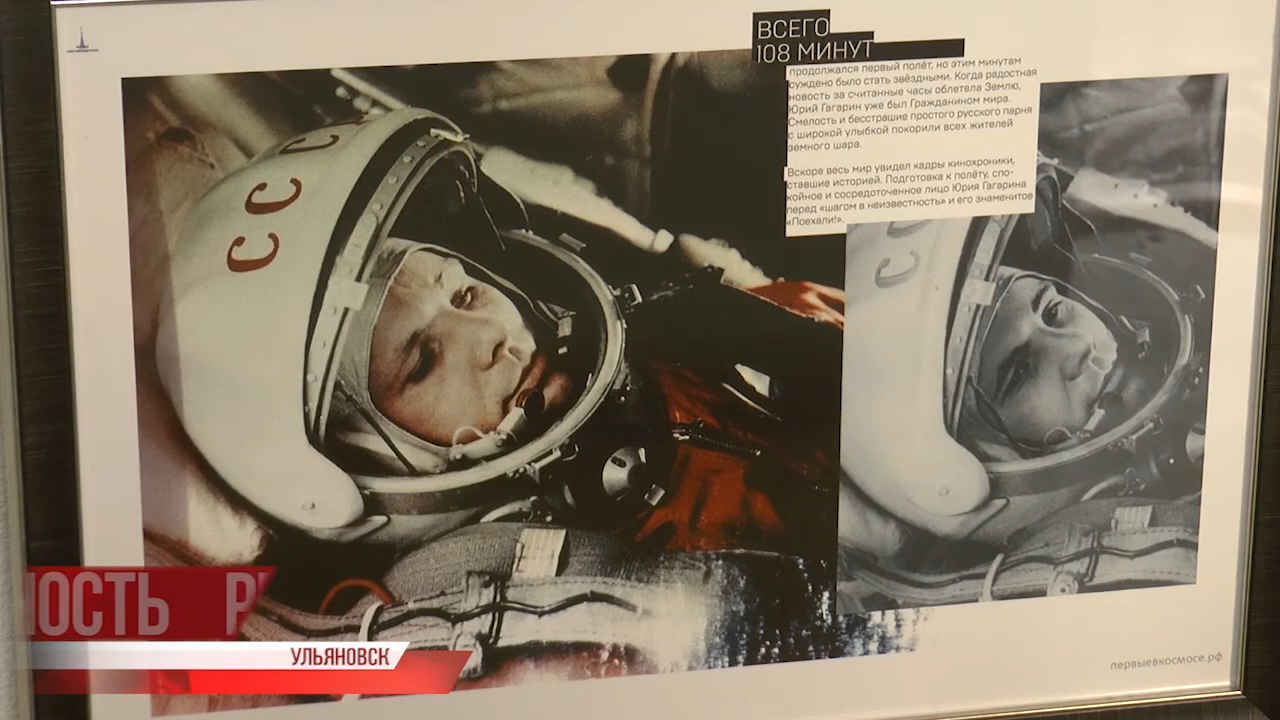 ВСЕГО
108 МИНУТ
продолжался первый полёт, но этим минутам
суждено было стать звёздными. Когда радостная
новость за считанные часы облетела Землю,
Юрий Гагарин уже был Гражданином мира.
Смелость и бесстрашие простого русского парня
с широкой улыбкой покорили всех жителей
земного шара.
Вскоре весь мир увидел кадры кинохроники,
ставшие историей. Подготовка к полёту, спо-
койное и сосредоточенное лицо Юрия Гагарина
перед «шагом в неизвестность» и его знаменитое
«Поехали!».
СССР
СС
УЛЬЯНОВСК
первыевкосмосе.рф